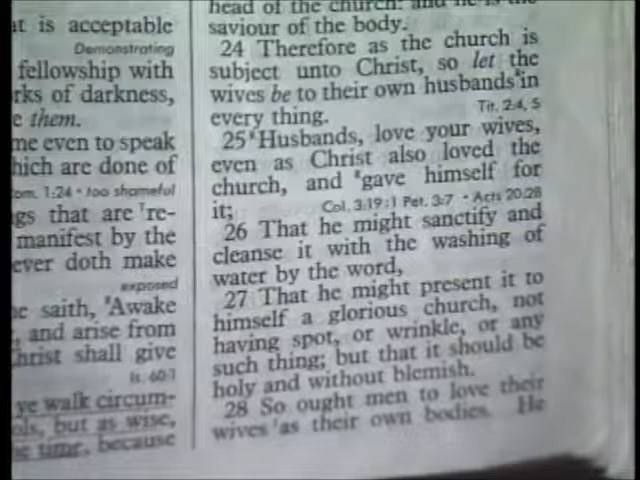 at is acceptable
Demonstrating
fellowship with
rks of darkness,
e them.
me even to speak
hich are done of
om. 1:24 • too shameful
gs that are 're-
manifest by the
ever doth make
exposed
e saith, 'Awake
, and arise from
hrist shall give
Is. 60:1
ye walk circum-
ols, but as wise,
e time, because
head of the church: and he is the
saviour of the body.
24 Therefore as the church is
subject unto Christ, so let the
wives be to their own husbands in
every thing.
Tit. 2:4, 5
25 Husbands, love your wives,
even as Christ also loved the
church, and gave himself for
it;
Col. 3:19; 1 Pet. 3:7 • Acts 20:28
26 That he might sanctify and
cleanse it with the washing of
water by the word,
27 That he might present it to
himself a glorious church, not
having spot, or wrinkle, or any
such thing; but that it should be
holy and without blemish.
28 So ought men to love their
wives as their own bodies. He